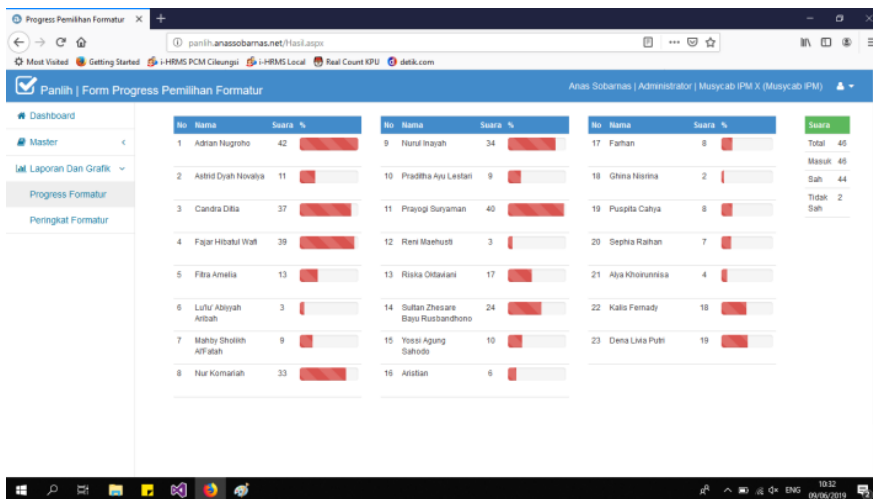 Progress Pemilihan Formatur
panlih.anassobarnas.net/Hasil.aspx
Most Visited Getting Started i-HRMS PCM Cileungsi i-HRMS Local Real Count KPU detik.com
Panlih | Form Progress Pemilihan Formatur
Anas Sobarnas | Administrator | Musycab IPM X (Musycab IPM)
Dashboard
Master
Laporan Dan Grafik
Progress Formatur
Peringkat Formatur
No Nama Suara %
1 Adrian Nugroho 42
2 Astrid Dyah Novalya 11
3 Candra Ditia 37
4 Fajar Hibatul Wafi 39
5 Fitra Amelia 13
6 Lu'lu' Abiyyah
Aribah 3
7 Mahby Sholikh
Al'Fatah 9
8 Nur Komariah 33
No Nama Suara %
9 Nurul Inayah 34
10 Praditha Ayu Lestari 9
11 Prayogi Suryaman 40
12 Reni Maehusti 3
13 Riska Oktaviani 17
14 Sultan Zhesare
Bayu Rusbandhono 24
15 Yossi Agung
Sahodo 10
16 Aristian 6
No Nama Suara %
17 Farhan 8
18 Ghina Nisrina 2
19 Puspita Cahya 8
20 Sephia Raihan 7
21 Alya Khoirunnisa 4
22 Kalis Fernady 18
23 Dena Livia Putri 19
Suara
Total 46
Masuk 46
Sah 44
Tidak
Sah 2
ENG
10:32
09/06/2019